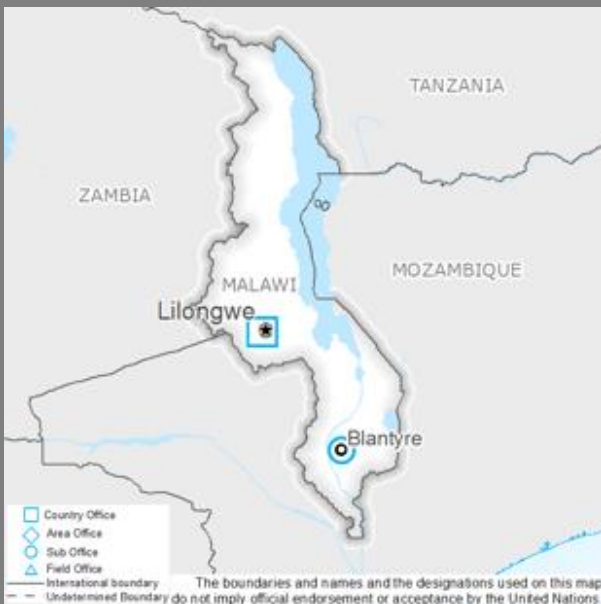 TANZANIA
ZAMBIA
MOZAMBIQUE
MALAWI
Lilongwe
Blantyre
Country Office
Area Office
Sub Office
Field Office
International boundary
Undetermined Boundary
The boundaries and names and the designations used on this map
do not imply official endorsement or acceptance by the United Nations